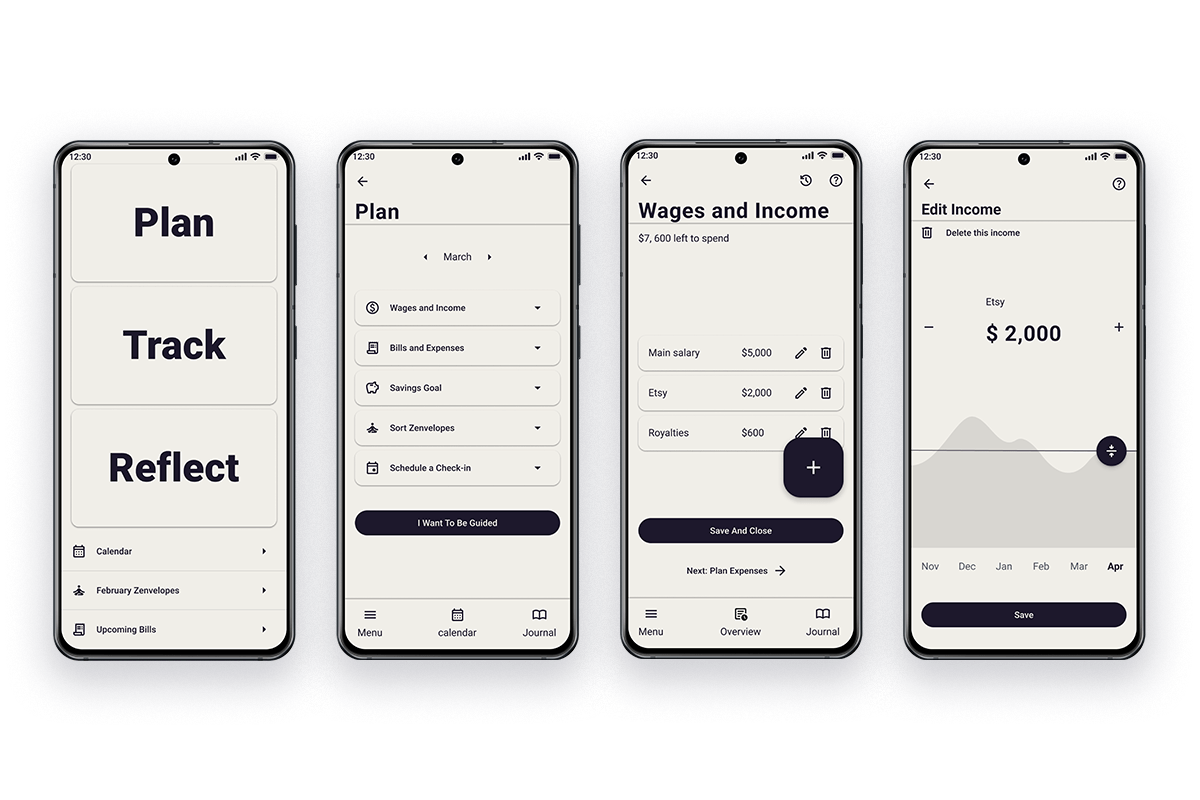 12:30
Plan
Track
Reflect
Calendar
February Zenvelopes
Upcoming Bills
12:30
Plan
March
Wages and Income
Bills and Expenses
Savings Goal
Sort Zenvelopes
Schedule a Check-in
I Want To Be Guided
Menu calendar Journal
12:30
Wages and Income
$7, 600 left to spend
Main salary $5,000
Etsy $2,000
Royalties $600
+
Save And Close
Next: Plan Expenses →
Menu Overview Journal
12:30
Edit Income
Delete this income
Etsy
− $ 2,000 +
Nov Dec Jan Feb Mar Apr
Save